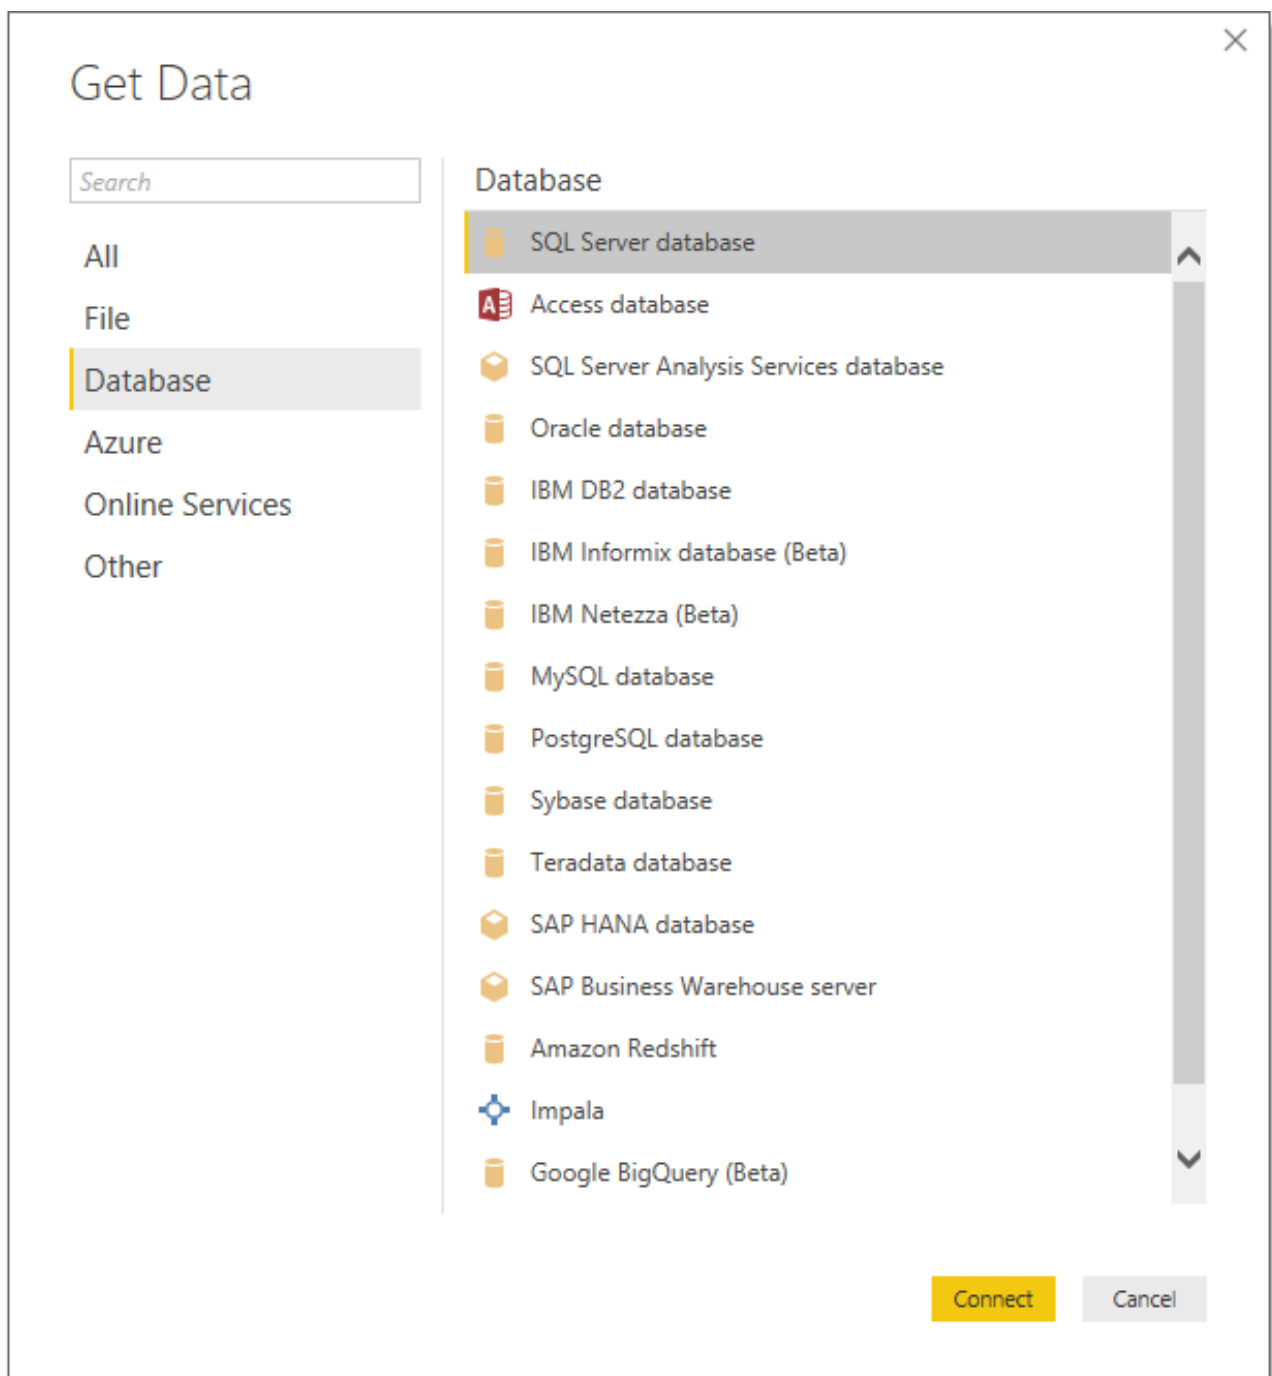 Get Data
Search
All
File
Database
Azure
Online Services
Other
Database
SQL Server database
A
Access database
SQL Server Analysis Services database
Oracle database
IBM DB2 database
IBM Informix database (Beta)
IBM Netezza (Beta)
MySQL database
PostgreSQL database
Sybase database
Teradata database
SAP HANA database
SAP Business Warehouse server
Amazon Redshift
Impala
Google BigQuery (Beta)
Connect
Cancel